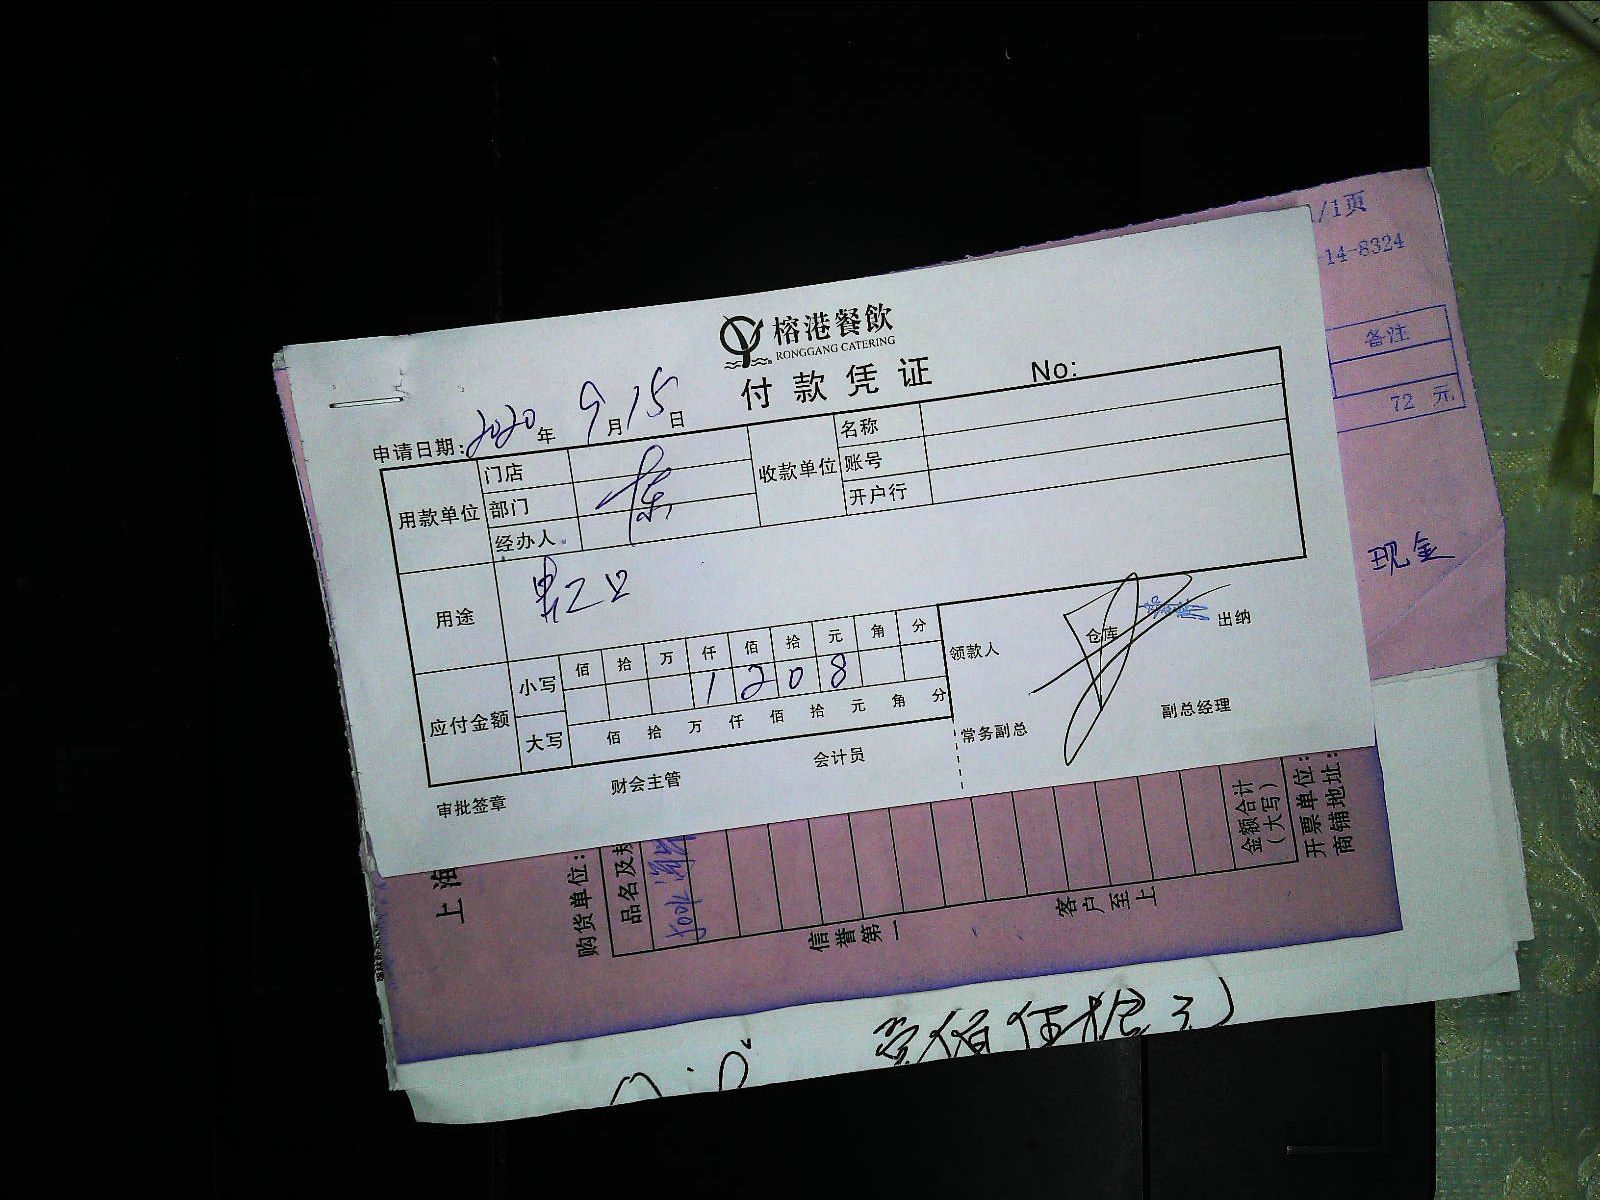 /1页
-14-8324
备注
72 元
现金
榕港餐飲
RONGGANG CATERING
付款凭证
No:
申请日期: 2020 年 9 月 15 日
用款单位
门店
部门
经办人
收款单位
名称
账号
开户行
用途
应付金额
小写
佰 拾 万 仟 佰 拾 元 角 分
1 2 0 8
大写
佰 拾 万 仟 佰 拾 元 角 分
领款人
仓库
出纳
常务副总
副总经理
审批签章
财会主管
会计员
上海
购货单位:
品名及规
信誉第一
客户至上
金额合计
(大写)
开票单位:
商铺地址: